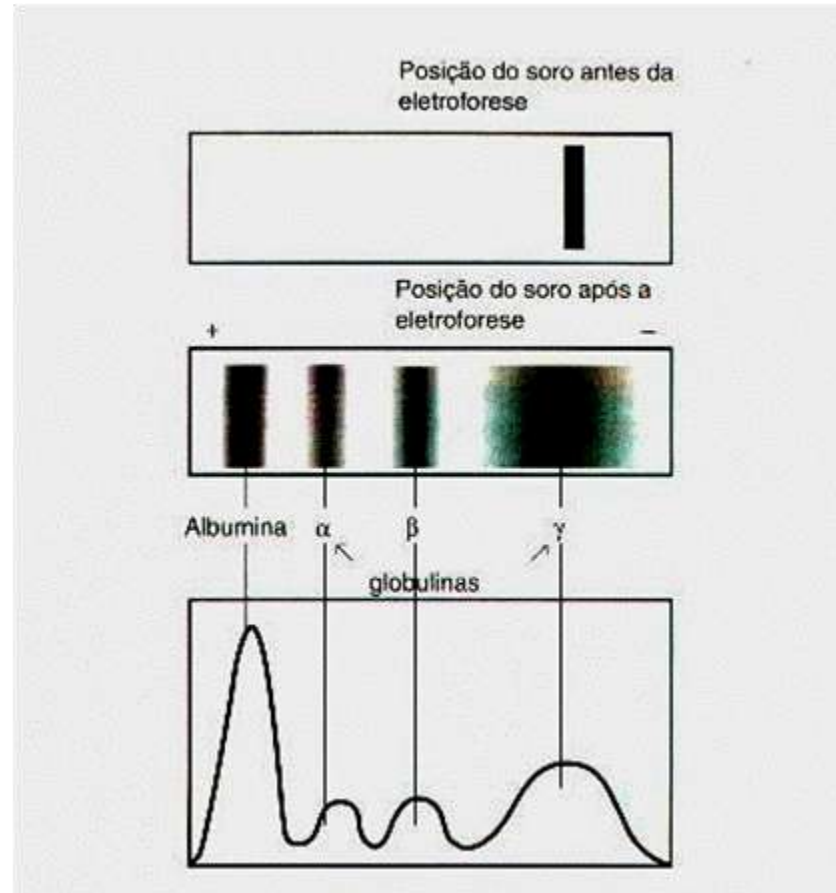 Posição do soro antes da
eletroforese
Posição do soro após a
eletroforese
+ –
Albumina α β γ
globulinas